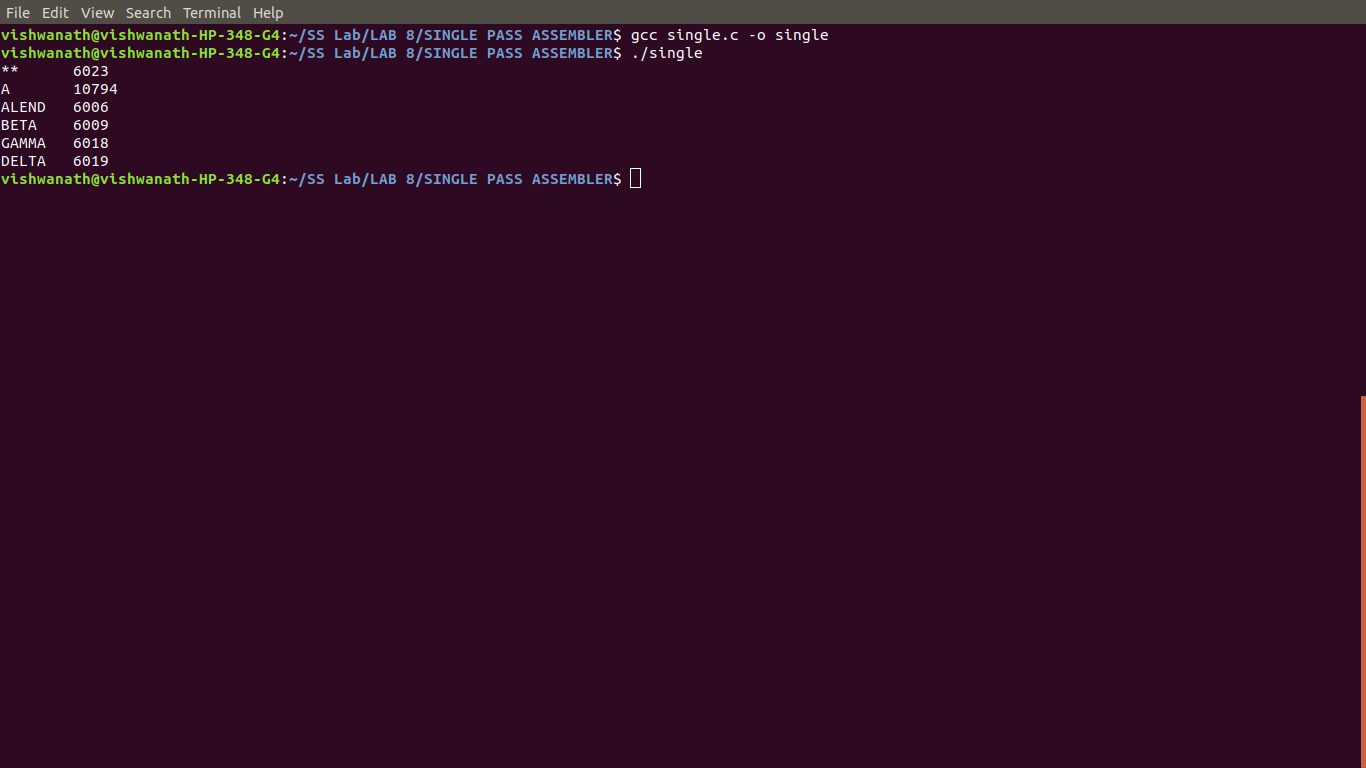 File Edit View Search Terminal Help
vishwanath@vishwanath-HP-348-G4:~/SS Lab/LAB 8/SINGLE PASS ASSEMBLER$ gcc single.c -o single
vishwanath@vishwanath-HP-348-G4:~/SS Lab/LAB 8/SINGLE PASS ASSEMBLER$ ./single
**      6023
A       10794
ALEND   6006
BETA    6009
GAMMA   6018
DELTA   6019
vishwanath@vishwanath-HP-348-G4:~/SS Lab/LAB 8/SINGLE PASS ASSEMBLER$